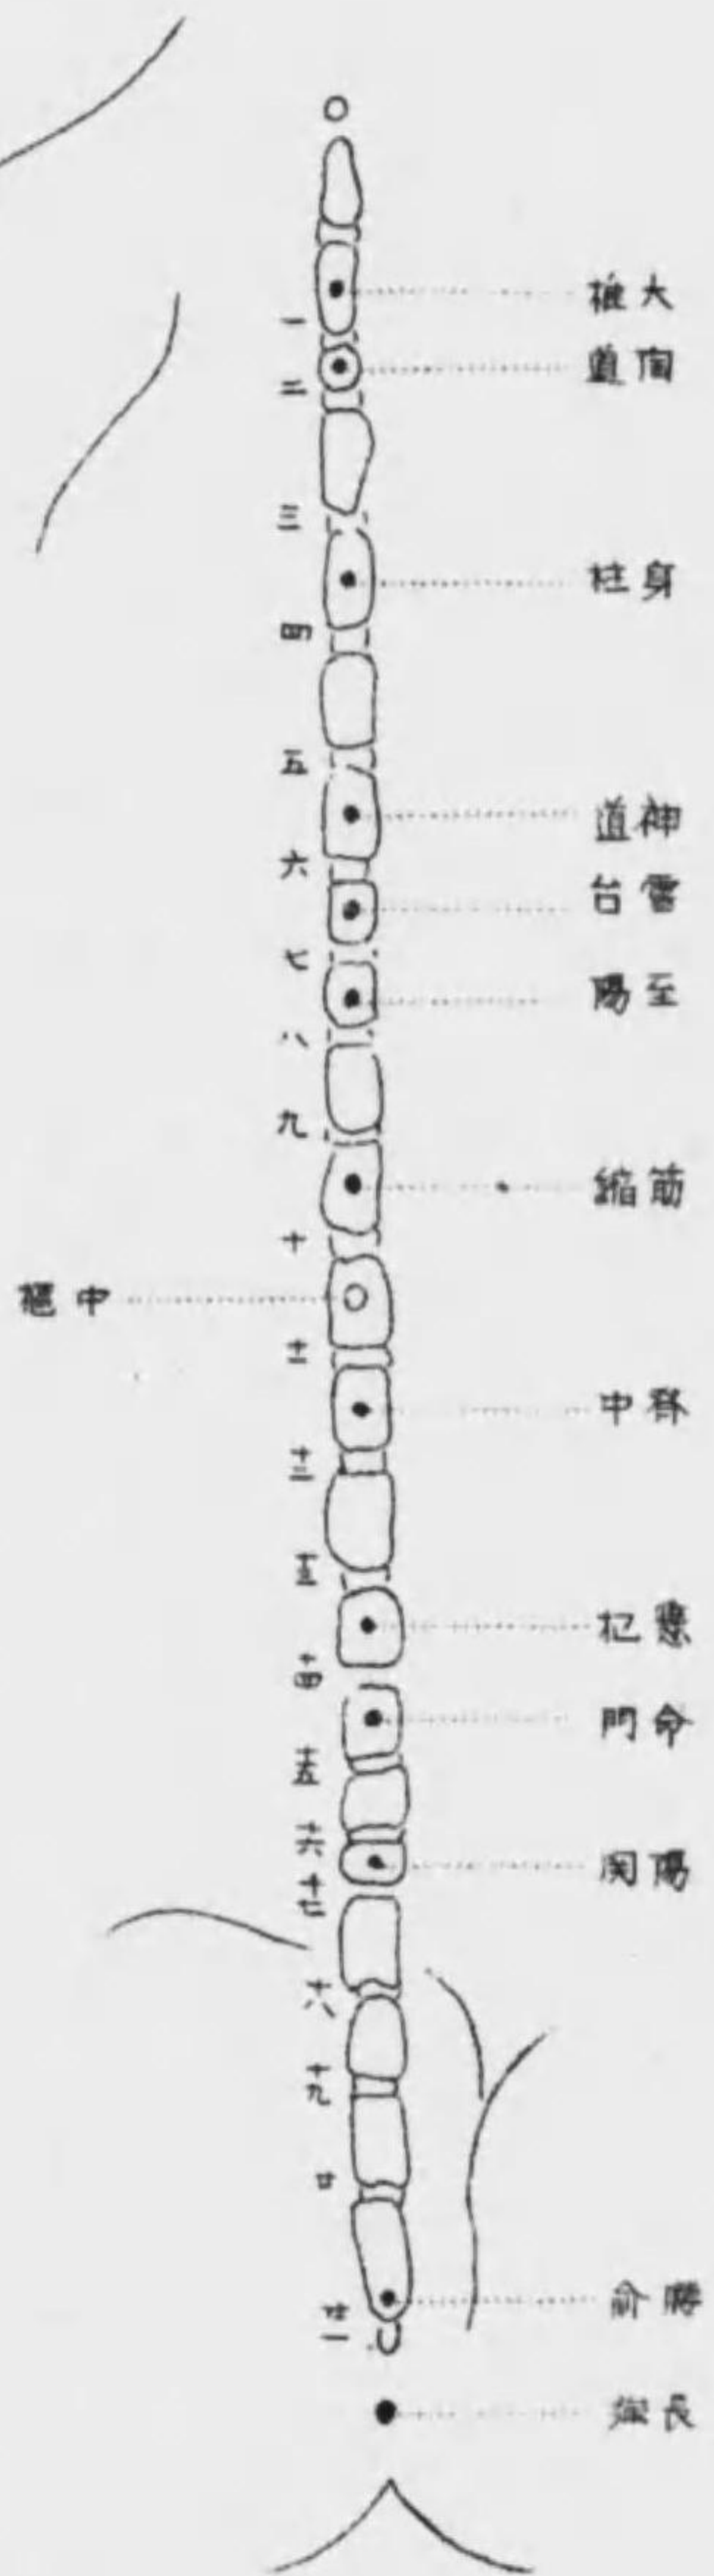 大椎
一
陶道
二
三
身柱
四
五
神道
六
霊台
七
至陽
八
九
筋縮
十
中樞
十一
脊中
十二
十三
懸枢
十四
命門
十五
十六
陽関
十七
十八
十九
廿
腰俞
廿一
長強